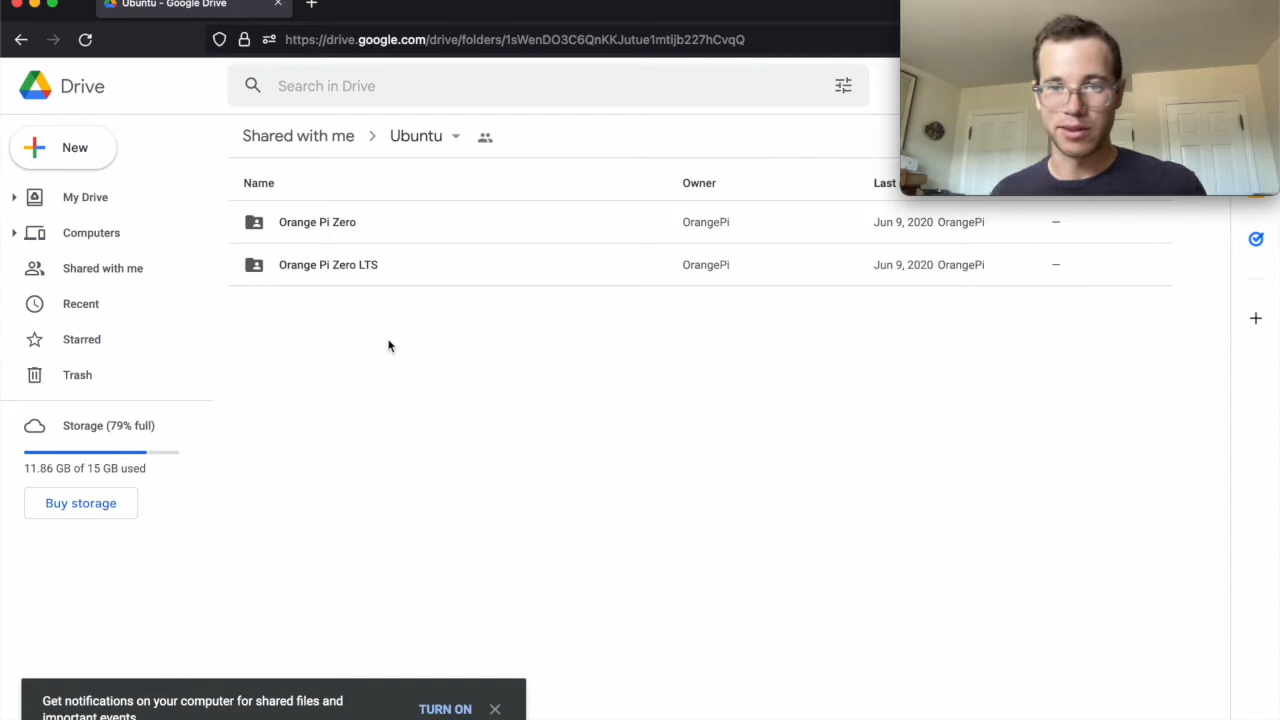 Ubuntu - Google Drive
https://drive.google.com/drive/folders/1sWenDO3C6QnKKJutue1mtijb227hCvqQ
Drive
Search in Drive
New
Shared with me > Ubuntu
Name Owner Last
My Drive
Orange Pi Zero OrangePi Jun 9, 2020 OrangePi —
Computers
Orange Pi Zero LTS OrangePi Jun 9, 2020 OrangePi —
Shared with me
Recent
Starred
Trash
Storage (79% full)
11.86 GB of 15 GB used
Buy storage
Get notifications on your computer for shared files and
important events
TURN ON